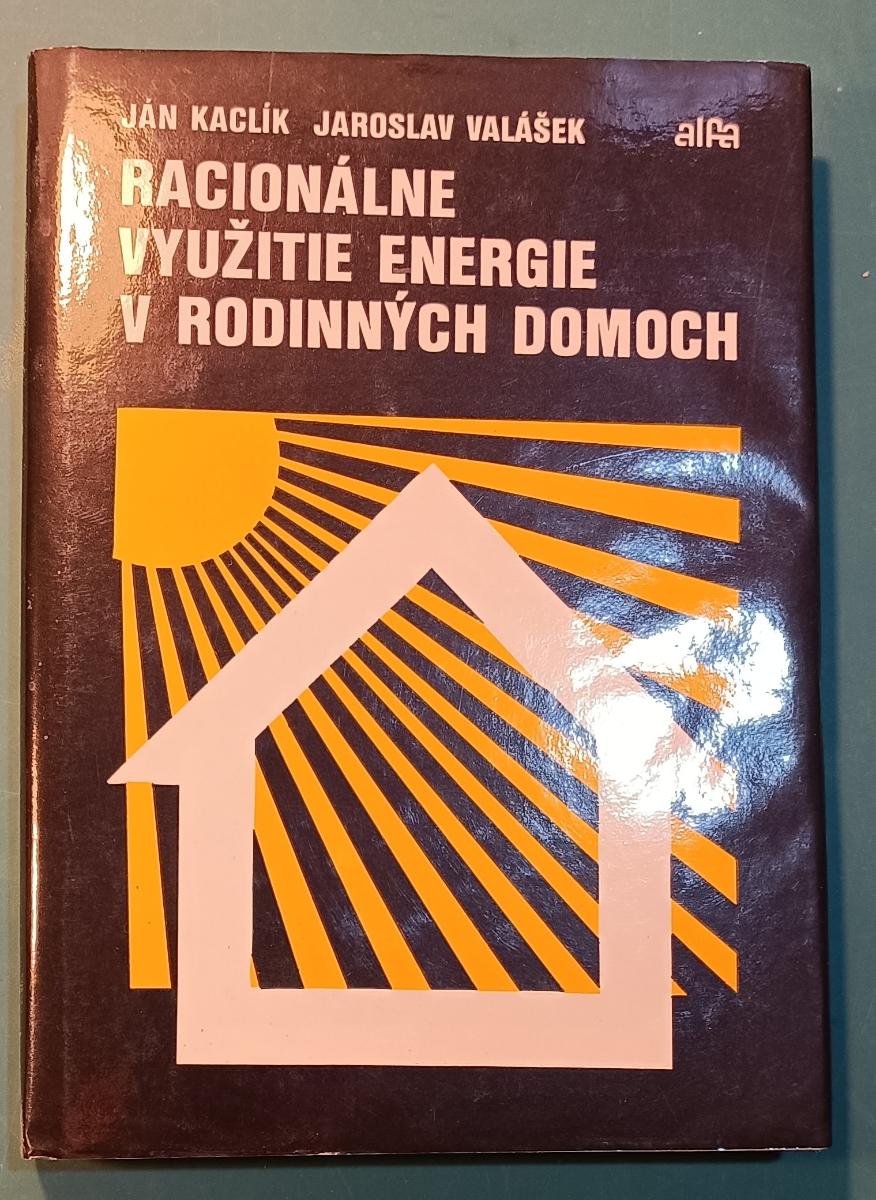 JÁN KACLÍK JAROSLAV VALÁŠEK alfa
RACIONÁLNE
VYUŽITIE ENERGIE
V RODINNÝCH DOMOCH